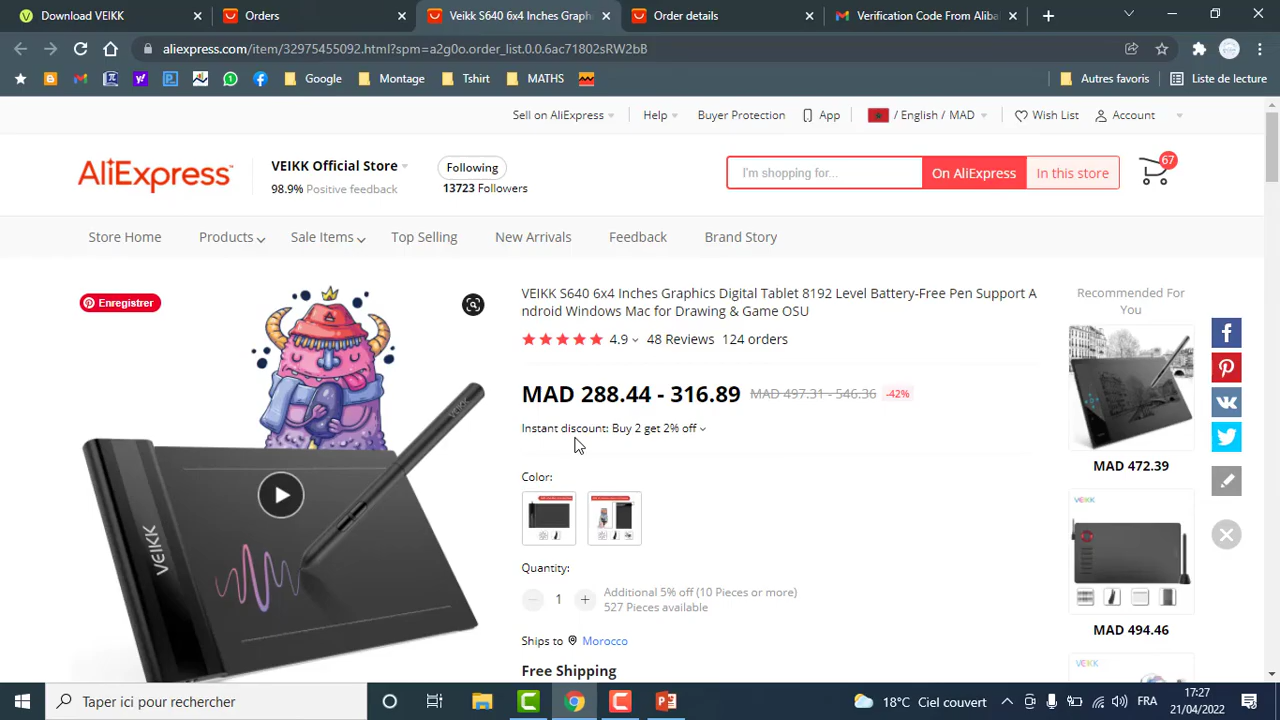 Download VEIKK
Orders
Veikk S640 6x4 Inches Graph
Order details
Verification Code From Aliba
aliexpress.com/item/32975455092.html?spm=a2g0o.order_list.0.0.6ac71802sRW2bB
Google
Montage
Tshirt
MATHS
Autres favoris
Liste de lecture
Sell on AliExpress
Help
Buyer Protection
App
/ English / MAD
Wish List
Account
AliExpress
VEIKK Official Store
98.9% Positive feedback
Following
13723 Followers
I'm shopping for...
On AliExpress
In this store
67
Store Home
Products
Sale Items
Top Selling
New Arrivals
Feedback
Brand Story
Enregistrer
VEIKK S640 6x4 Inches Graphics Digital Tablet 8192 Level Battery-Free Pen Support A
ndroid Windows Mac for Drawing & Game OSU
4.9
48 Reviews
124 orders
MAD 288.44 - 316.89
MAD 497.31 - 546.36
-42%
Instant discount: Buy 2 get 2% off
Color:
Quantity:
1
Additional 5% off (10 Pieces or more)
527 Pieces available
Ships to
Morocco
Free Shipping
VEIKK
VEIKK
Recommended For
You
MAD 472.39
VEIKK
MAD 494.46
VEIKK
Taper ici pour rechercher
18°C Ciel couvert
FRA
17:27
21/04/2022